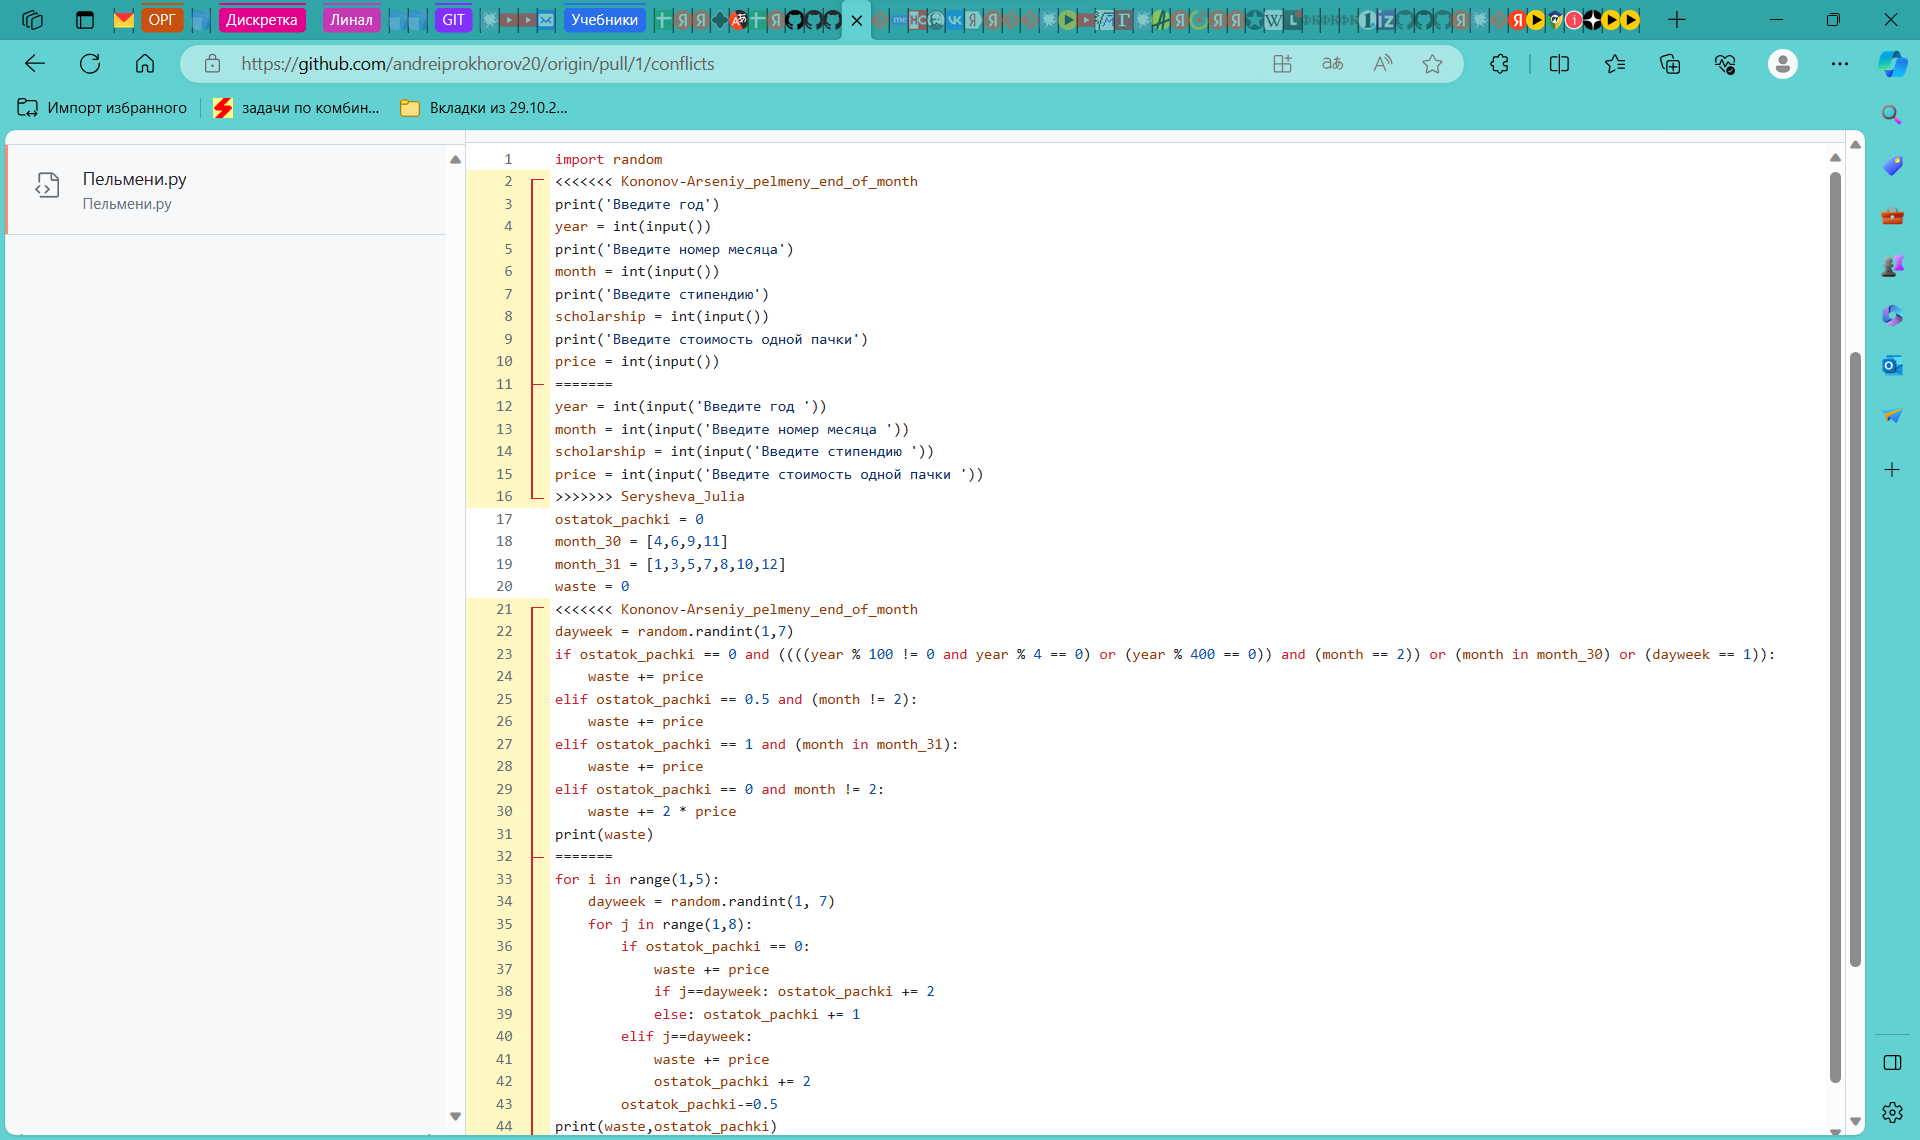 ОРГ
Дискретка
Линал
GIT
Учебники
https://github.com/andreiprokhorov20/origin/pull/1/conflicts
Импорт избранного
задачи по комбин...
Вкладки из 29.10.2...
Пельмени.py
Пельмени.py
1 import random
2 <<<<<<< Kononov-Arseniy_pelmeny_end_of_month
3 print('Введите год')
4 year = int(input())
5 print('Введите номер месяца')
6 month = int(input())
7 print('Введите стипендию')
8 scholarship = int(input())
9 print('Введите стоимость одной пачки')
10 price = int(input())
11 =======
12 year = int(input('Введите год '))
13 month = int(input('Введите номер месяца '))
14 scholarship = int(input('Введите стипендию '))
15 price = int(input('Введите стоимость одной пачки '))
16 >>>>>>> Serysheva_Julia
17 ostatok_pachki = 0
18 month_30 = [4,6,9,11]
19 month_31 = [1,3,5,7,8,10,12]
20 waste = 0
21 <<<<<<< Kononov-Arseniy_pelmeny_end_of_month
22 dayweek = random.randint(1,7)
23 if ostatok_pachki == 0 and ((((year % 100 != 0 and year % 4 == 0) or (year % 400 == 0)) and (month == 2)) or (month in month_30) or (dayweek == 1)):
24     waste += price
25 elif ostatok_pachki == 0.5 and (month != 2):
26     waste += price
27 elif ostatok_pachki == 1 and (month in month_31):
28     waste += price
29 elif ostatok_pachki == 0 and month != 2:
30     waste += 2 * price
31 print(waste)
32 =======
33 for i in range(1,5):
34     dayweek = random.randint(1, 7)
35     for j in range(1,8):
36         if ostatok_pachki == 0:
37             waste += price
38             if j==dayweek: ostatok_pachki += 2
39             else: ostatok_pachki += 1
40         elif j==dayweek:
41             waste += price
42             ostatok_pachki += 2
43         ostatok_pachki-=0.5
44 print(waste,ostatok_pachki)